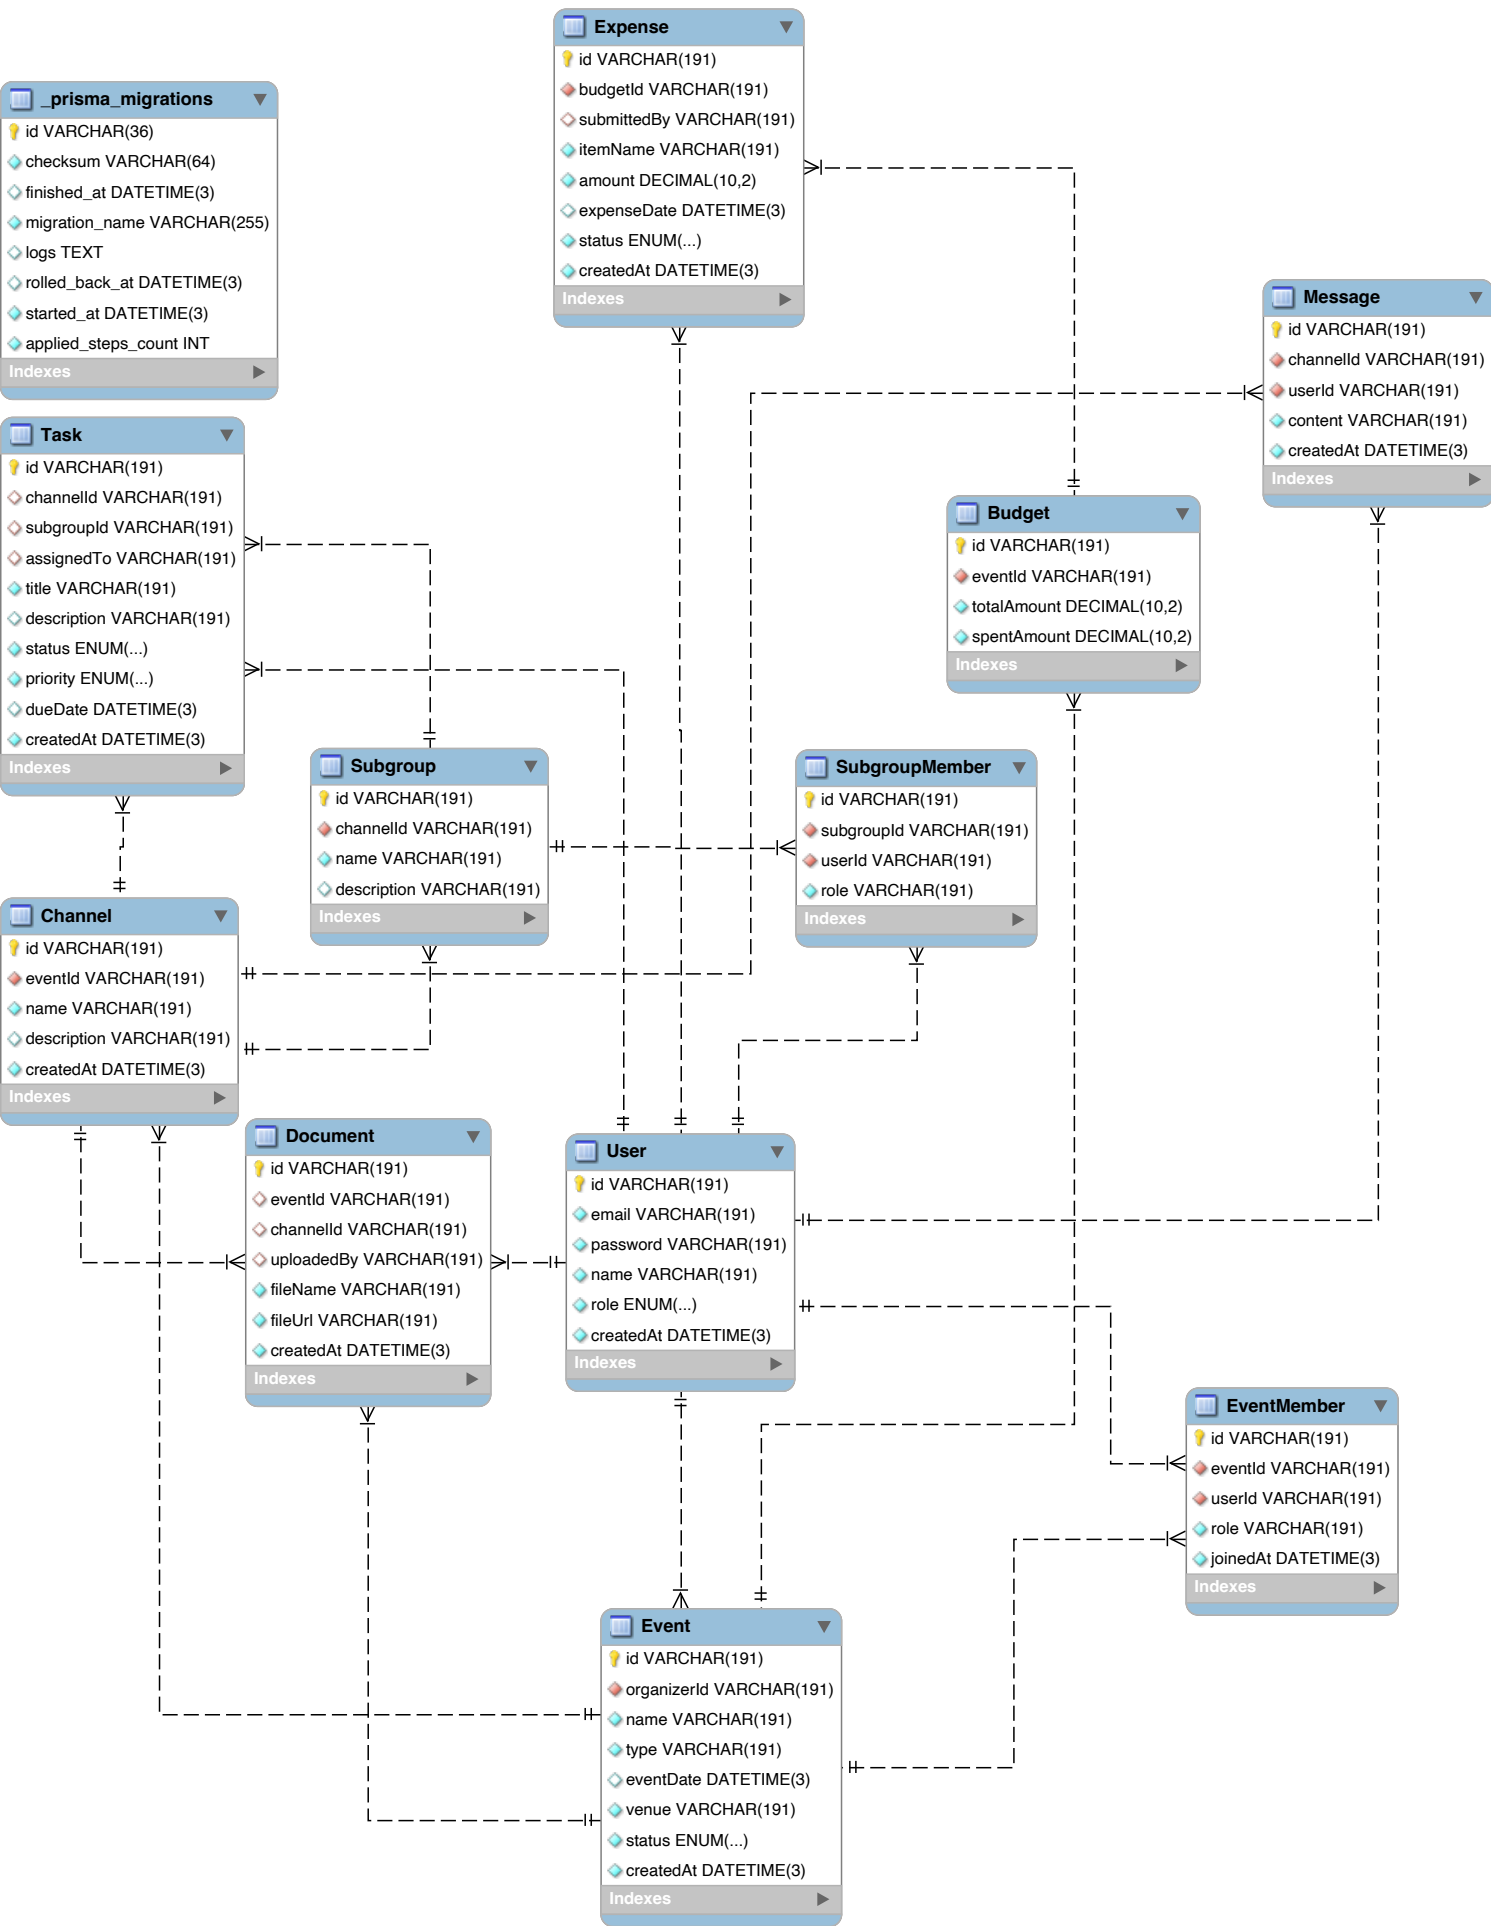 Expense
id VARCHAR(191)
budgetId VARCHAR(191)
submittedBy VARCHAR(191)
itemName VARCHAR(191)
amount DECIMAL(10,2)
expenseDate DATETIME(3)
status ENUM(...)
createdAt DATETIME(3)
Indexes
_prisma_migrations
id VARCHAR(36)
checksum VARCHAR(64)
finished_at DATETIME(3)
migration_name VARCHAR(255)
logs TEXT
rolled_back_at DATETIME(3)
started_at DATETIME(3)
applied_steps_count INT
Indexes
Message
id VARCHAR(191)
channelId VARCHAR(191)
userId VARCHAR(191)
content VARCHAR(191)
createdAt DATETIME(3)
Indexes
Task
id VARCHAR(191)
channelId VARCHAR(191)
subgroupId VARCHAR(191)
assignedTo VARCHAR(191)
title VARCHAR(191)
description VARCHAR(191)
status ENUM(...)
priority ENUM(...)
dueDate DATETIME(3)
createdAt DATETIME(3)
Indexes
Budget
id VARCHAR(191)
eventId VARCHAR(191)
totalAmount DECIMAL(10,2)
spentAmount DECIMAL(10,2)
Indexes
Subgroup
id VARCHAR(191)
channelId VARCHAR(191)
name VARCHAR(191)
description VARCHAR(191)
Indexes
SubgroupMember
id VARCHAR(191)
subgroupId VARCHAR(191)
userId VARCHAR(191)
role VARCHAR(191)
Indexes
Channel
id VARCHAR(191)
eventId VARCHAR(191)
name VARCHAR(191)
description VARCHAR(191)
createdAt DATETIME(3)
Indexes
Document
id VARCHAR(191)
eventId VARCHAR(191)
channelId VARCHAR(191)
uploadedBy VARCHAR(191)
fileName VARCHAR(191)
fileUrl VARCHAR(191)
createdAt DATETIME(3)
Indexes
User
id VARCHAR(191)
email VARCHAR(191)
password VARCHAR(191)
name VARCHAR(191)
role ENUM(...)
createdAt DATETIME(3)
Indexes
EventMember
id VARCHAR(191)
eventId VARCHAR(191)
userId VARCHAR(191)
role VARCHAR(191)
joinedAt DATETIME(3)
Indexes
Event
id VARCHAR(191)
organizerId VARCHAR(191)
name VARCHAR(191)
type VARCHAR(191)
eventDate DATETIME(3)
venue VARCHAR(191)
status ENUM(...)
createdAt DATETIME(3)
Indexes